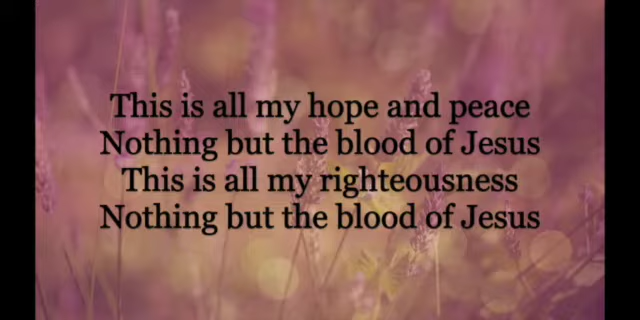 This is all my hope and peace
Nothing but the blood of Jesus
This is all my righteousness
Nothing but the blood of Jesus